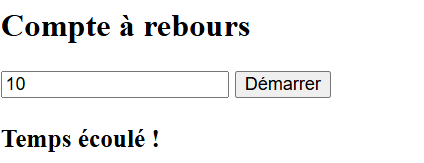 Compte à rebours
10 Démarrer
Temps écoulé !